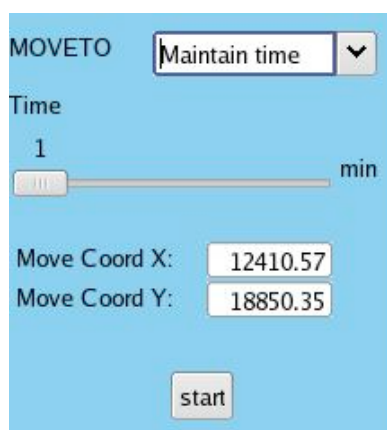 MOVETO Maintain time
Time
1
min
Move Coord X: 12410.57
Move Coord Y: 18850.35
start